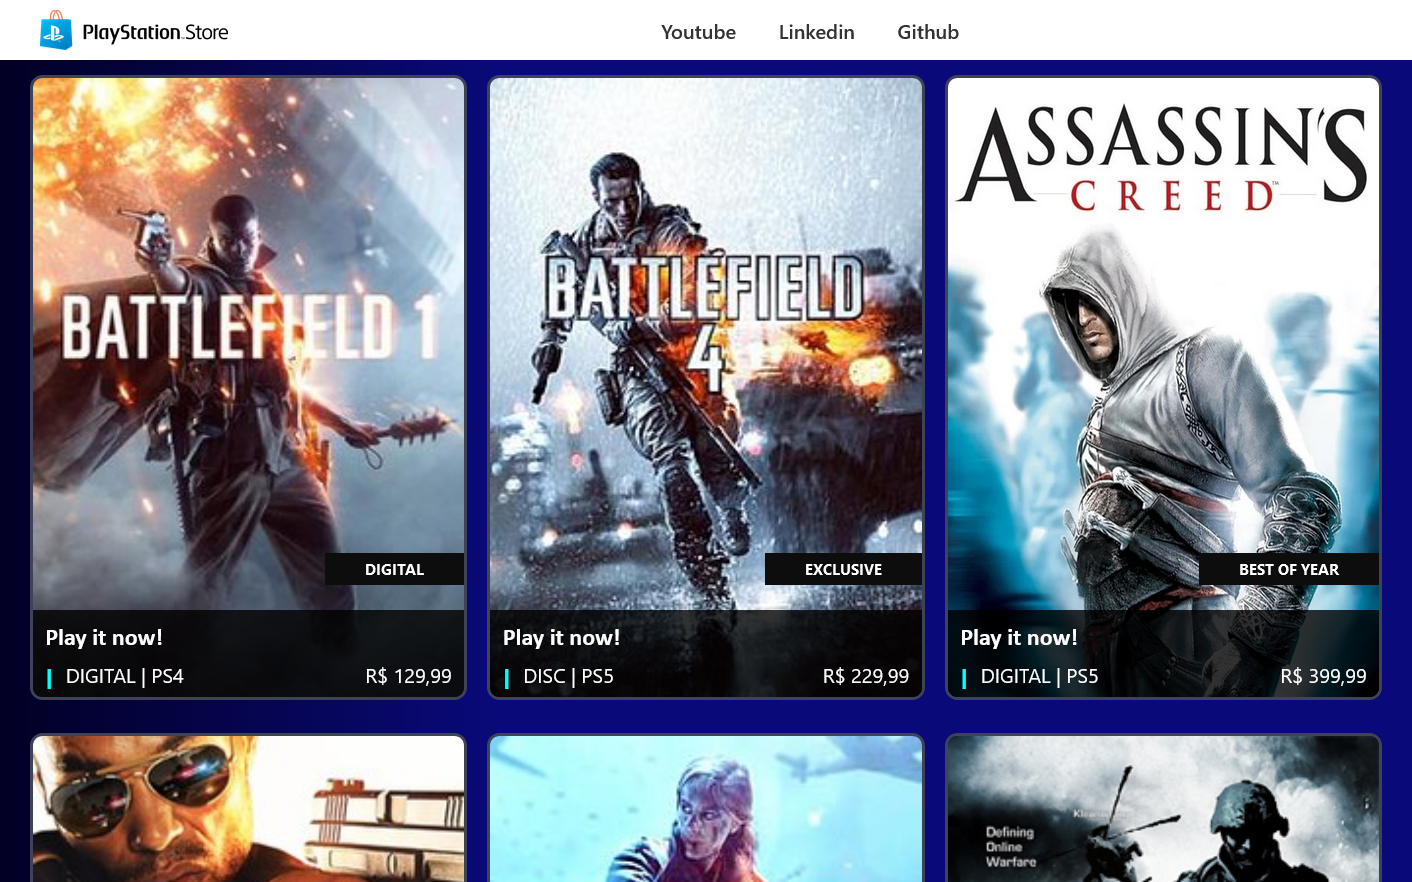 PlayStation Store
Youtube Linkedin Github
BATTLEFIELD 1
DIGITAL
Play it now!
DIGITAL | PS4 R$ 129,99
BATTLEFIELD
4
EXCLUSIVE
Play it now!
DISC | PS5 R$ 229,99
ASSASSIN'S
CREED™
BEST OF YEAR
Play it now!
DIGITAL | PS5 R$ 399,99
Defining
Online
Warfare